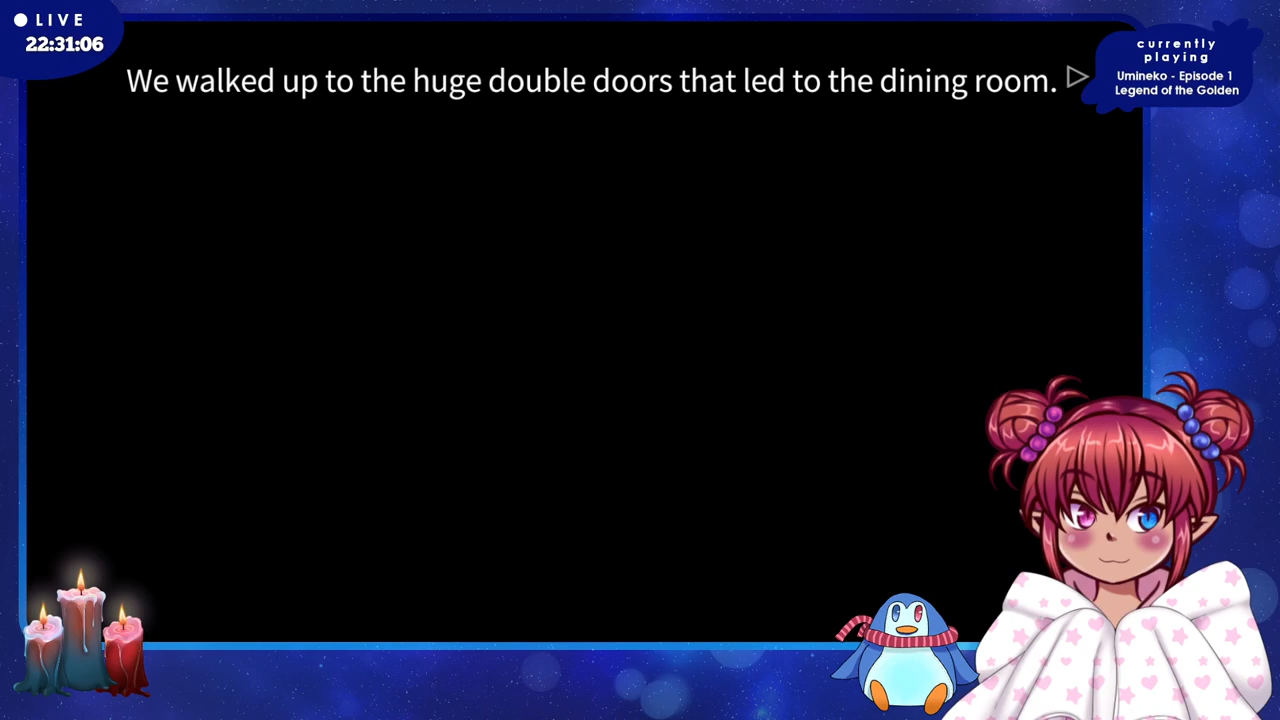 LIVE
22:31:06
We walked up to the huge double doors that led to the dining room.
currently
playing
Umineko - Episode 1
Legend of the Golden